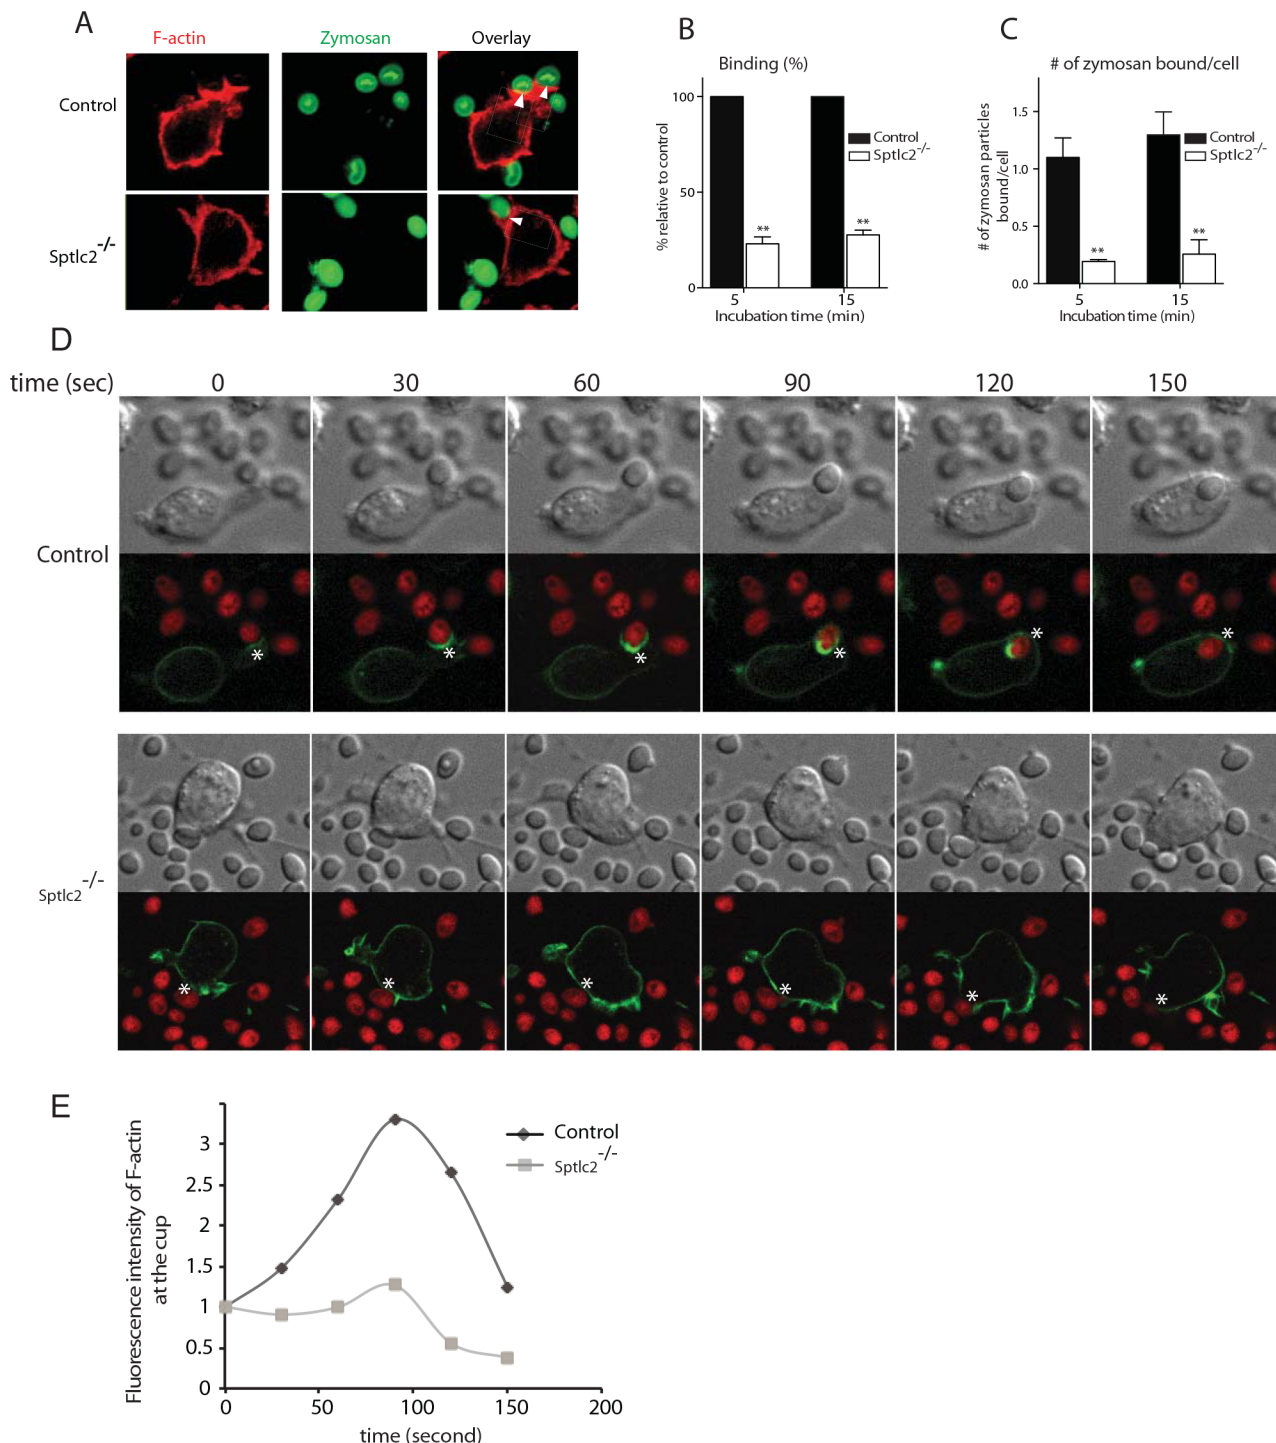 A
F-actin
Zymosan
Overlay
Control
Sptlc2-/-
B
Binding (%)
% relative to control
100
50
0
Control
Sptlc2-/-
**
**
5
15
Incubation time (min)
C
# of zymosan bound/cell
# of zymosan particles
bound/cell
1.5
1.0
0.5
0.0
Control
Sptlc2-/-
**
**
5
15
Incubation time (min)
D
time (sec)
0
30
60
90
120
150
Control
*
*
*
*
*
*
Sptlc2-/-
*
*
*
*
*
*
E
Fluorescence intensity of F-actin
at the cup
3
2.5
2
1.5
1
0.5
0
Control
Sptlc2-/-
0
50
100
150
200
time (second)